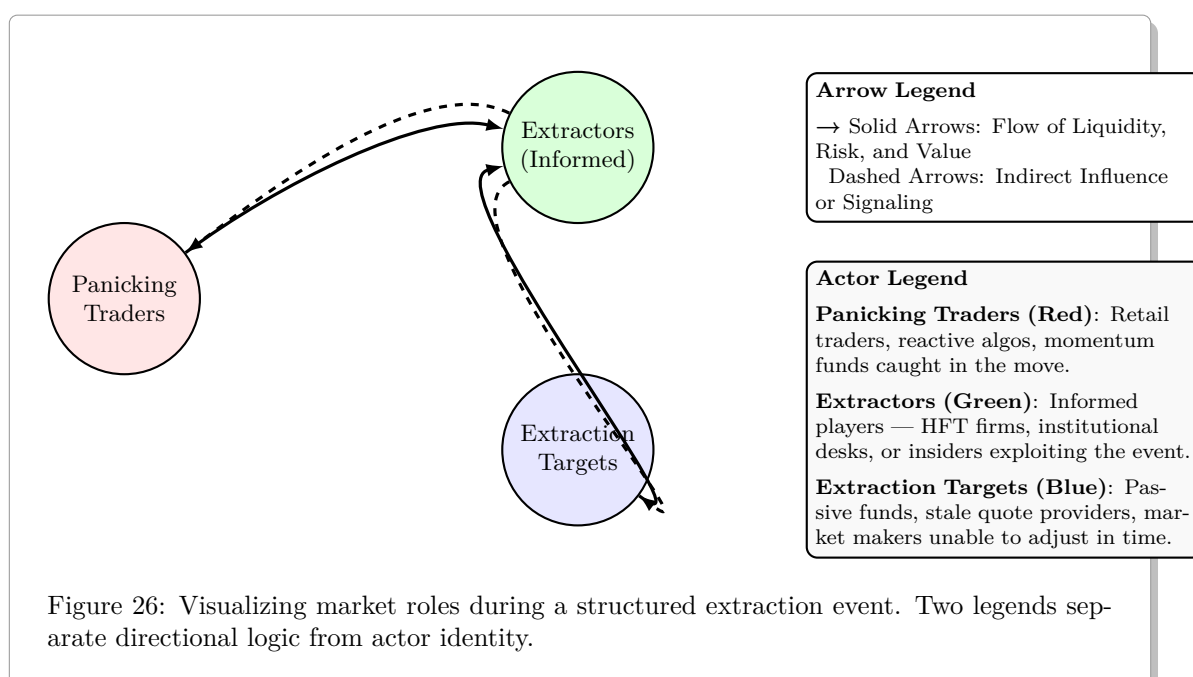 Extractors
(Informed)
Panicking
Traders
Extraction
Targets
Arrow Legend
→ Solid Arrows: Flow of Liquidity,
Risk, and Value
Dashed Arrows: Indirect Influence
or Signaling
Actor Legend
Panicking Traders (Red): Retail
traders, reactive algos, momentum
funds caught in the move.
Extractors (Green): Informed
players — HFT firms, institutional
desks, or insiders exploiting the event.
Extraction Targets (Blue): Pas-
sive funds, stale quote providers, mar-
ket makers unable to adjust in time.
Figure 26: Visualizing market roles during a structured extraction event. Two legends sep-
arate directional logic from actor identity.